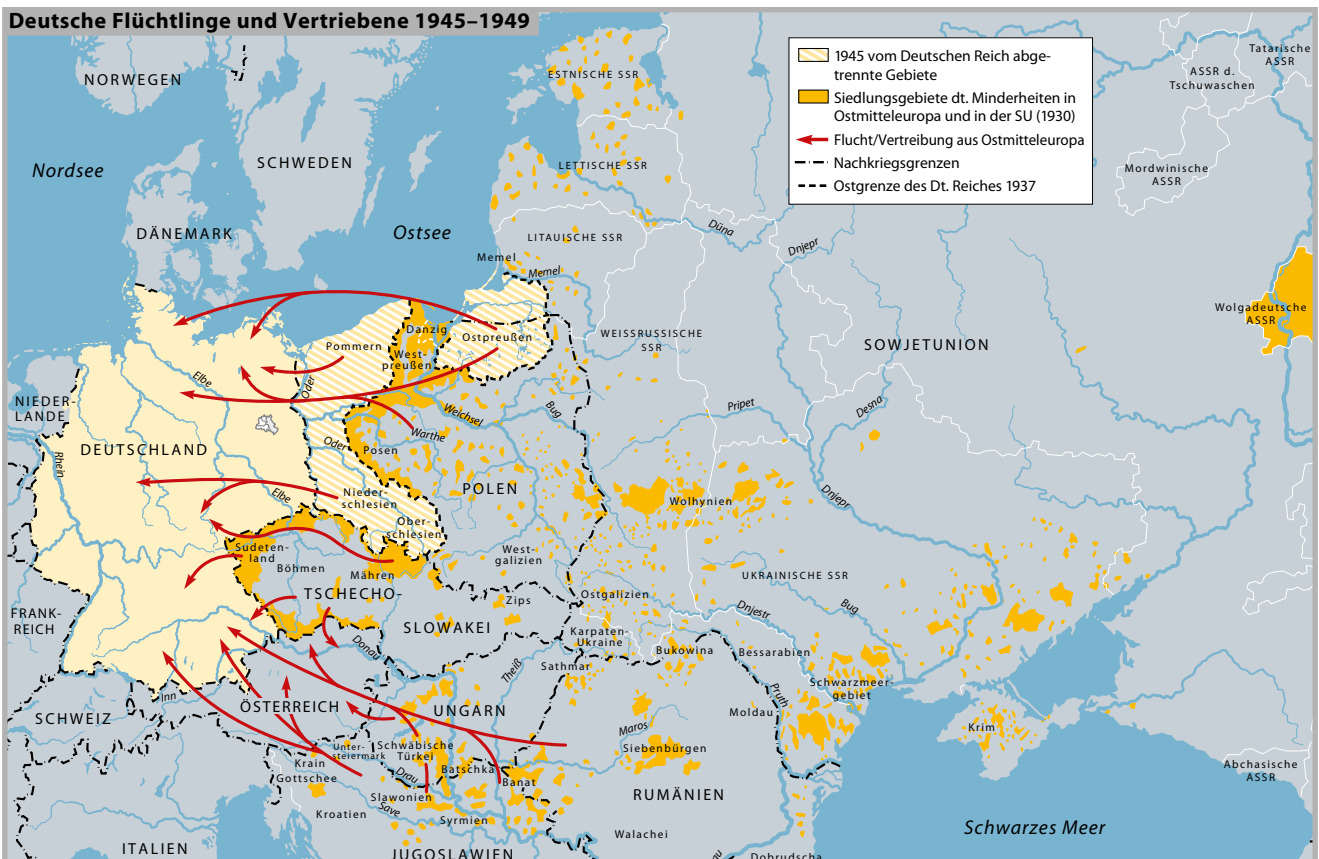 Deutsche Flüchtlinge und Vertriebene 1945–1949
1945 vom Deutschen Reich abge-
trennte Gebiete
Siedlungsgebiete dt. Minderheiten in
Ostmitteleuropa und in der SU (1930)
Flucht/Vertreibung aus Ostmitteleuropa
Nachkriegsgrenzen
Ostgrenze des Dt. Reiches 1937
NORWEGEN
ESTNISCHE SSR
Tatarische
ASSR
ASSR d.
Tschuwaschen
Nordsee
SCHWEDEN
LETTISCHE SSR
Mordwinische
ASSR
DÄNEMARK
Ostsee
LITAUISCHE SSR
Düna
Dnjepr
Memel
Memel
Wolgadeutsche
ASSR
Danzig
Ostpreußen
WEISSRUSSISCHE
SSR
SOWJETUNION
Pommern
West-
preußen
Elbe
Oder
NIEDER-
LANDE
Weichsel
Bug
Pripet
Desna
Warthe
DEUTSCHLAND
Oder
Posen
Rhein
POLEN
Elbe
Nieder-
schlesien
Wolhynien
Dnjepr
Ober-
schlesien
Sudeten-
land
Böhmen
Mähren
West-
galizien
UKRAINISCHE SSR
TSCHECHO-
SLOWAKEI
Zips
Ostgalizien
Dnjestr
Bug
FRANK-
REICH
Donau
Karpaten-
Ukraine
Bukowina
Bessarabien
Theiß
Sathmar
Inn
ÖSTERREICH
UNGARN
Pruth
Schwarzmeer-
gebiet
SCHWEIZ
Moldau
Maros
Krim
Unter-
steiermark
Schwäbische
Türkei
Siebenbürgen
Krain
Gottschee
Drau
Batschka
Banat
Abchasische
ASSR
Slawonien
Save
Kroatien
Syrmien
RUMÄNIEN
Walachei
Schwarzes Meer
ITALIEN
JUGOSLAWIEN
Dobrudscha